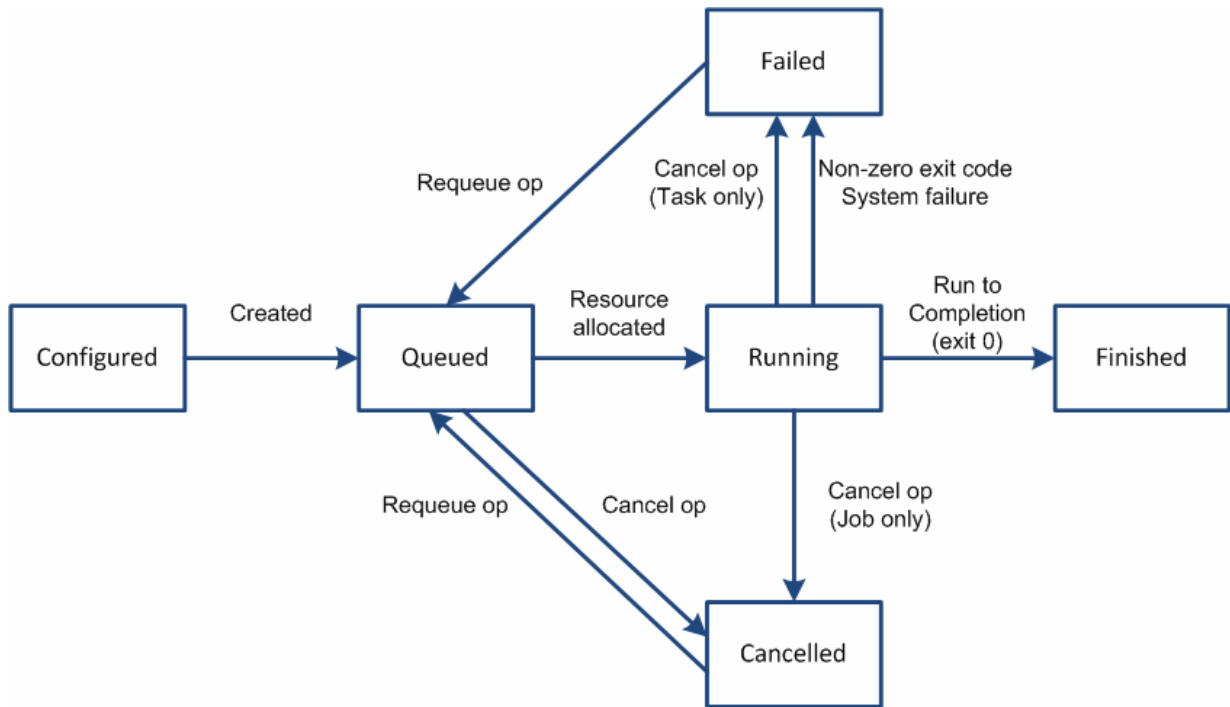 Failed
Requeue op
Cancel op
(Task only)
Non-zero exit code
System failure
Configured
Created
Queued
Resource
allocated
Running
Run to
Completion
(exit 0)
Finished
Requeue op
Cancel op
Cancel op
(Job only)
Cancelled